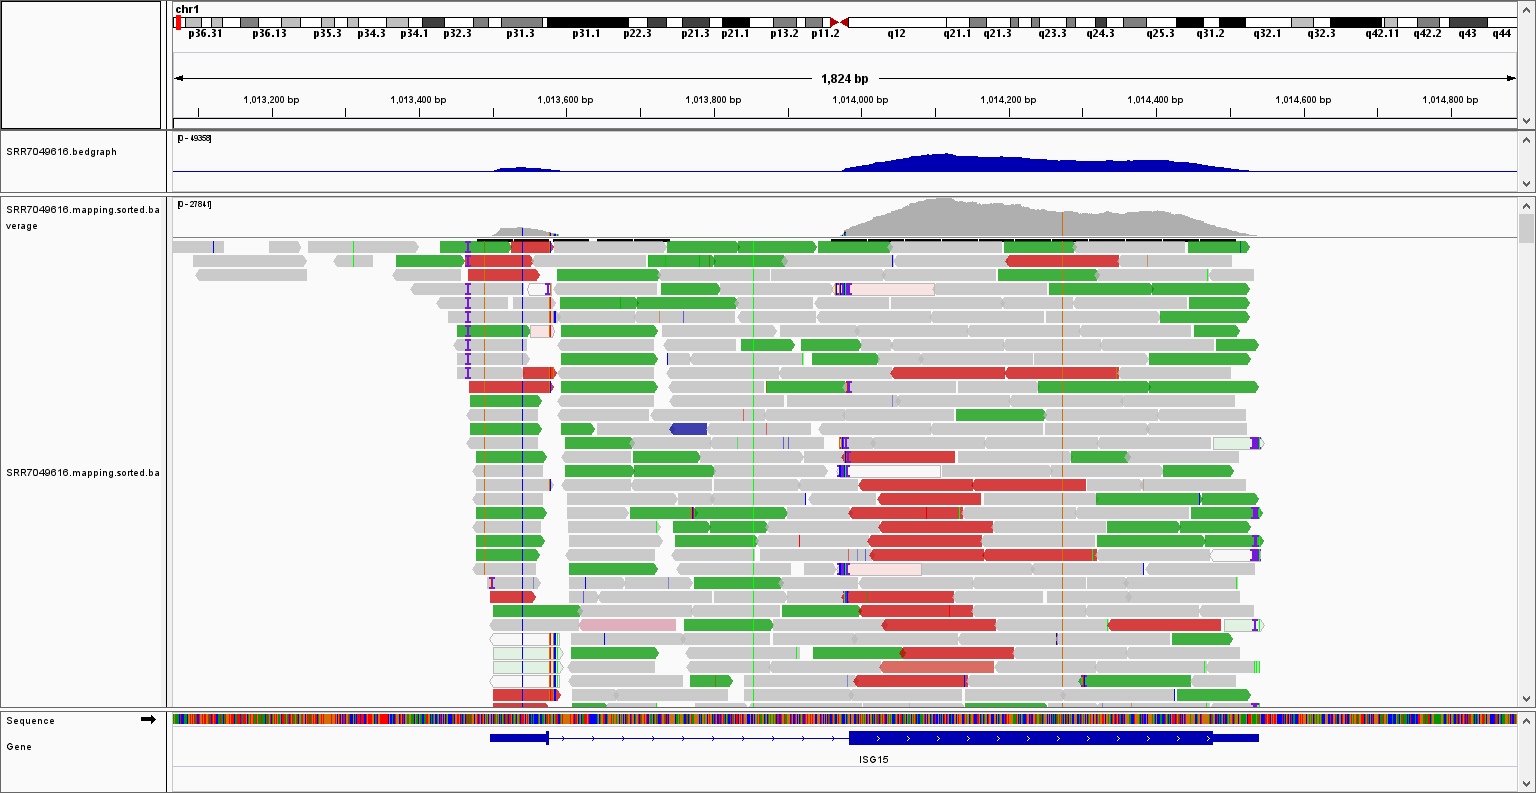 chr1
p36.31 p36.13 p35.3 p34.3 p34.1 p32.3 p31.3 p31.1 p22.3 p21.3 p21.1 p13.2 p11.2 q12 q21.1 q21.3 q23.3 q24.3 q25.3 q31.2 q32.1 q32.3 q42.11 q42.2 q43 q44
1,824 bp
1,013,200 bp 1,013,400 bp 1,013,600 bp 1,013,800 bp 1,014,000 bp 1,014,200 bp 1,014,400 bp 1,014,600 bp 1,014,800 bp
[0 - 49358]
SRR7049616.bedgraph
[0 - 27841]
SRR7049616.mapping.sorted.ba
verage
SRR7049616.mapping.sorted.ba
Sequence
Gene
ISG15